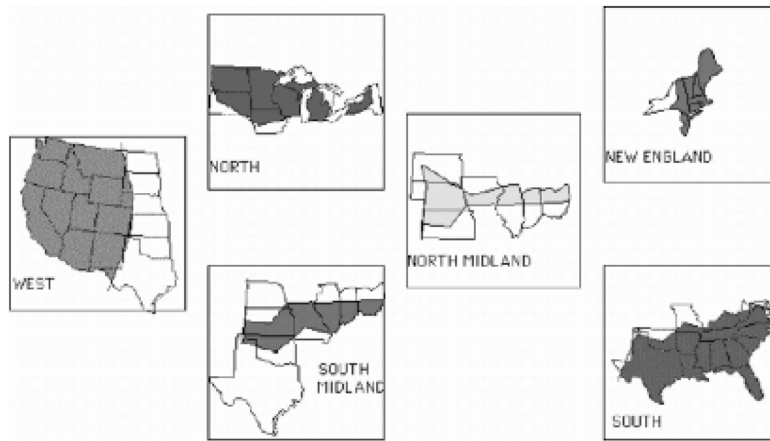 NORTH
NEW ENGLAND
NORTH MIDLAND
WEST
SOUTH
MIDLAND
SOUTH